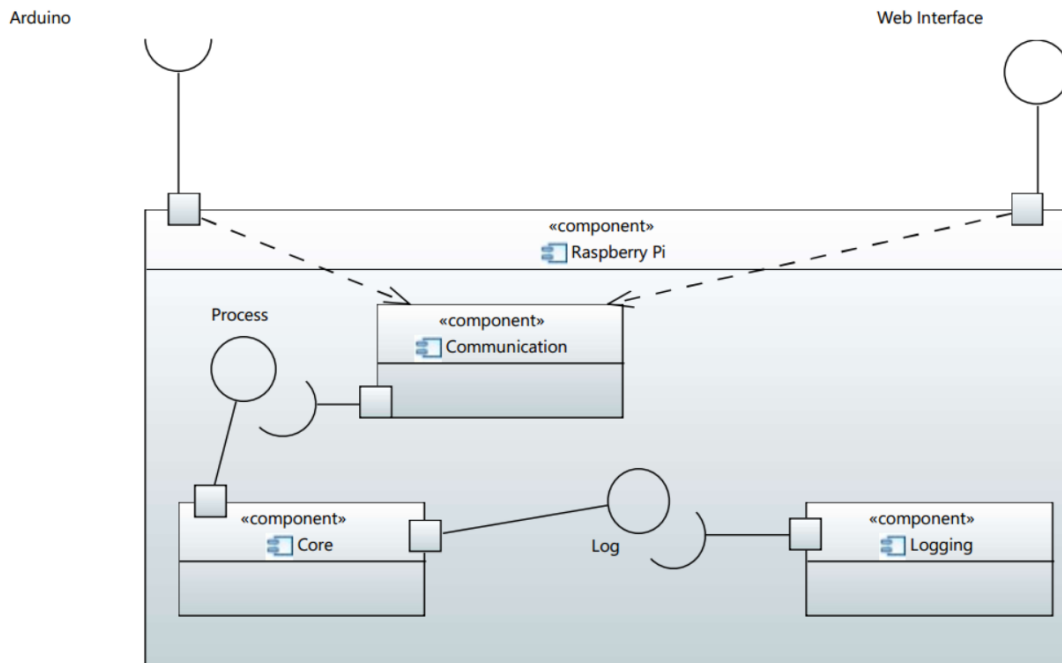 Arduino
Web Interface
«component»
Raspberry Pi
Process
«component»
Communication
«component»
Core
Log
«component»
Logging